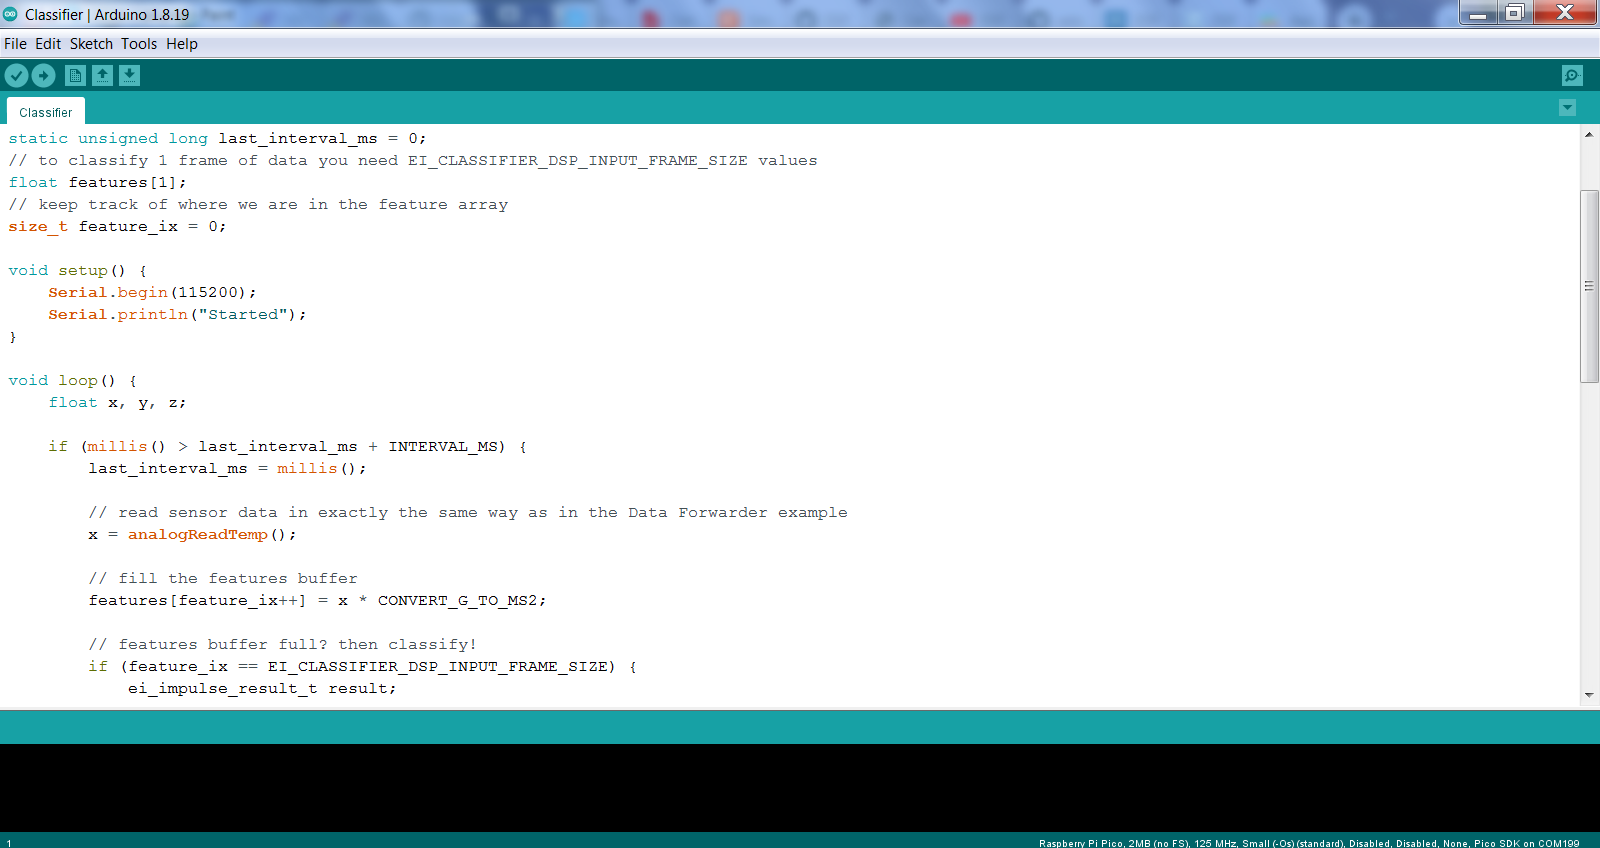 Classifier | Arduino 1.8.19
File Edit Sketch Tools Help
Classifier
static unsigned long last_interval_ms = 0;
// to classify 1 frame of data you need EI_CLASSIFIER_DSP_INPUT_FRAME_SIZE values
float features[1];
// keep track of where we are in the feature array
size_t feature_ix = 0;
void setup() {
    Serial.begin(115200);
    Serial.println("Started");
}
void loop() {
    float x, y, z;
    if (millis() > last_interval_ms + INTERVAL_MS) {
        last_interval_ms = millis();
        // read sensor data in exactly the same way as in the Data Forwarder example
        x = analogReadTemp();
        // fill the features buffer
        features[feature_ix++] = x * CONVERT_G_TO_MS2;
        // features buffer full? then classify!
        if (feature_ix == EI_CLASSIFIER_DSP_INPUT_FRAME_SIZE) {
            ei_impulse_result_t result;
1
Raspberry Pi Pico, 2MB (no FS), 125 MHz, Small (-Os) (standard), Disabled, Disabled, None, Pico SDK on COM199